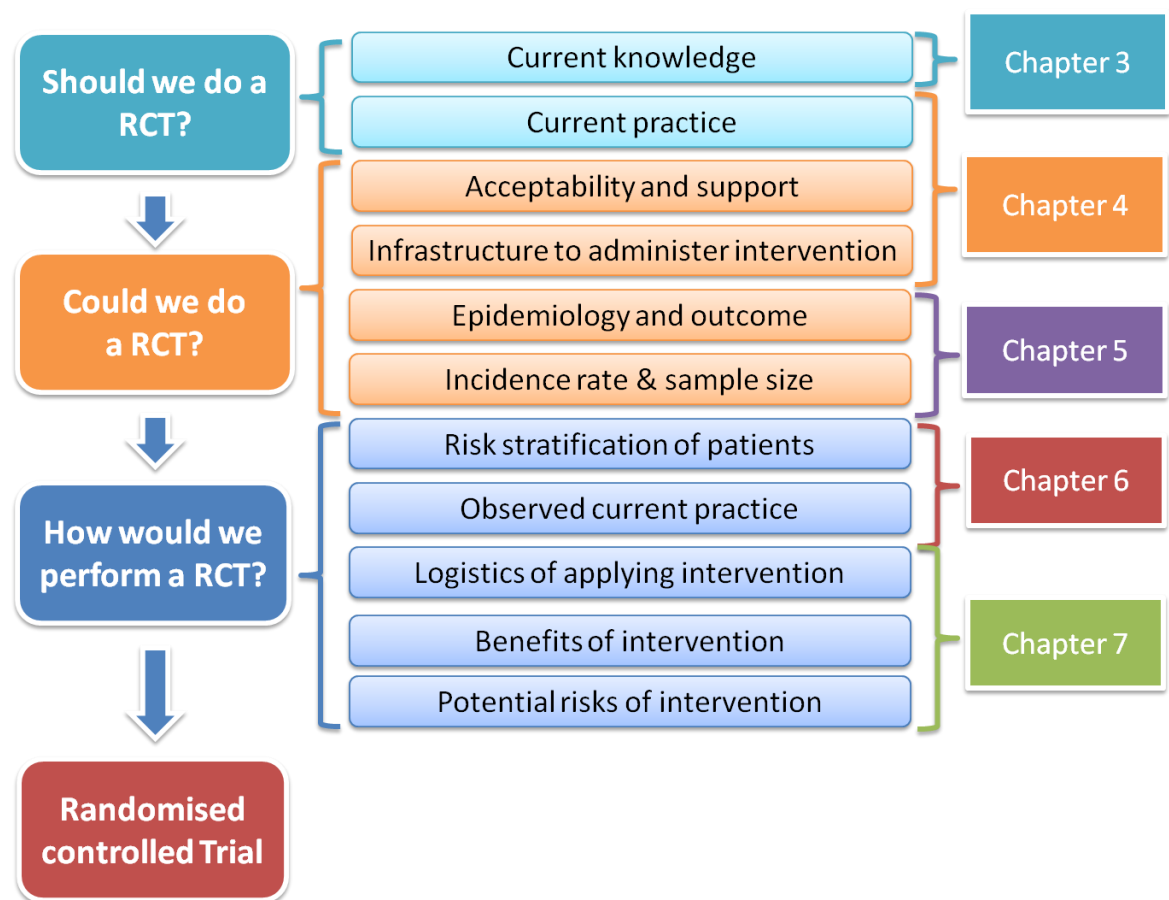 Should we do a
RCT?
Could we do
a RCT?
How would we
perform a RCT?
Randomised
controlled Trial
Current knowledge
Current practice
Acceptability and support
Infrastructure to administer intervention
Epidemiology and outcome
Incidence rate & sample size
Risk stratification of patients
Observed current practice
Logistics of applying intervention
Benefits of intervention
Potential risks of intervention
Chapter 3
Chapter 4
Chapter 5
Chapter 6
Chapter 7